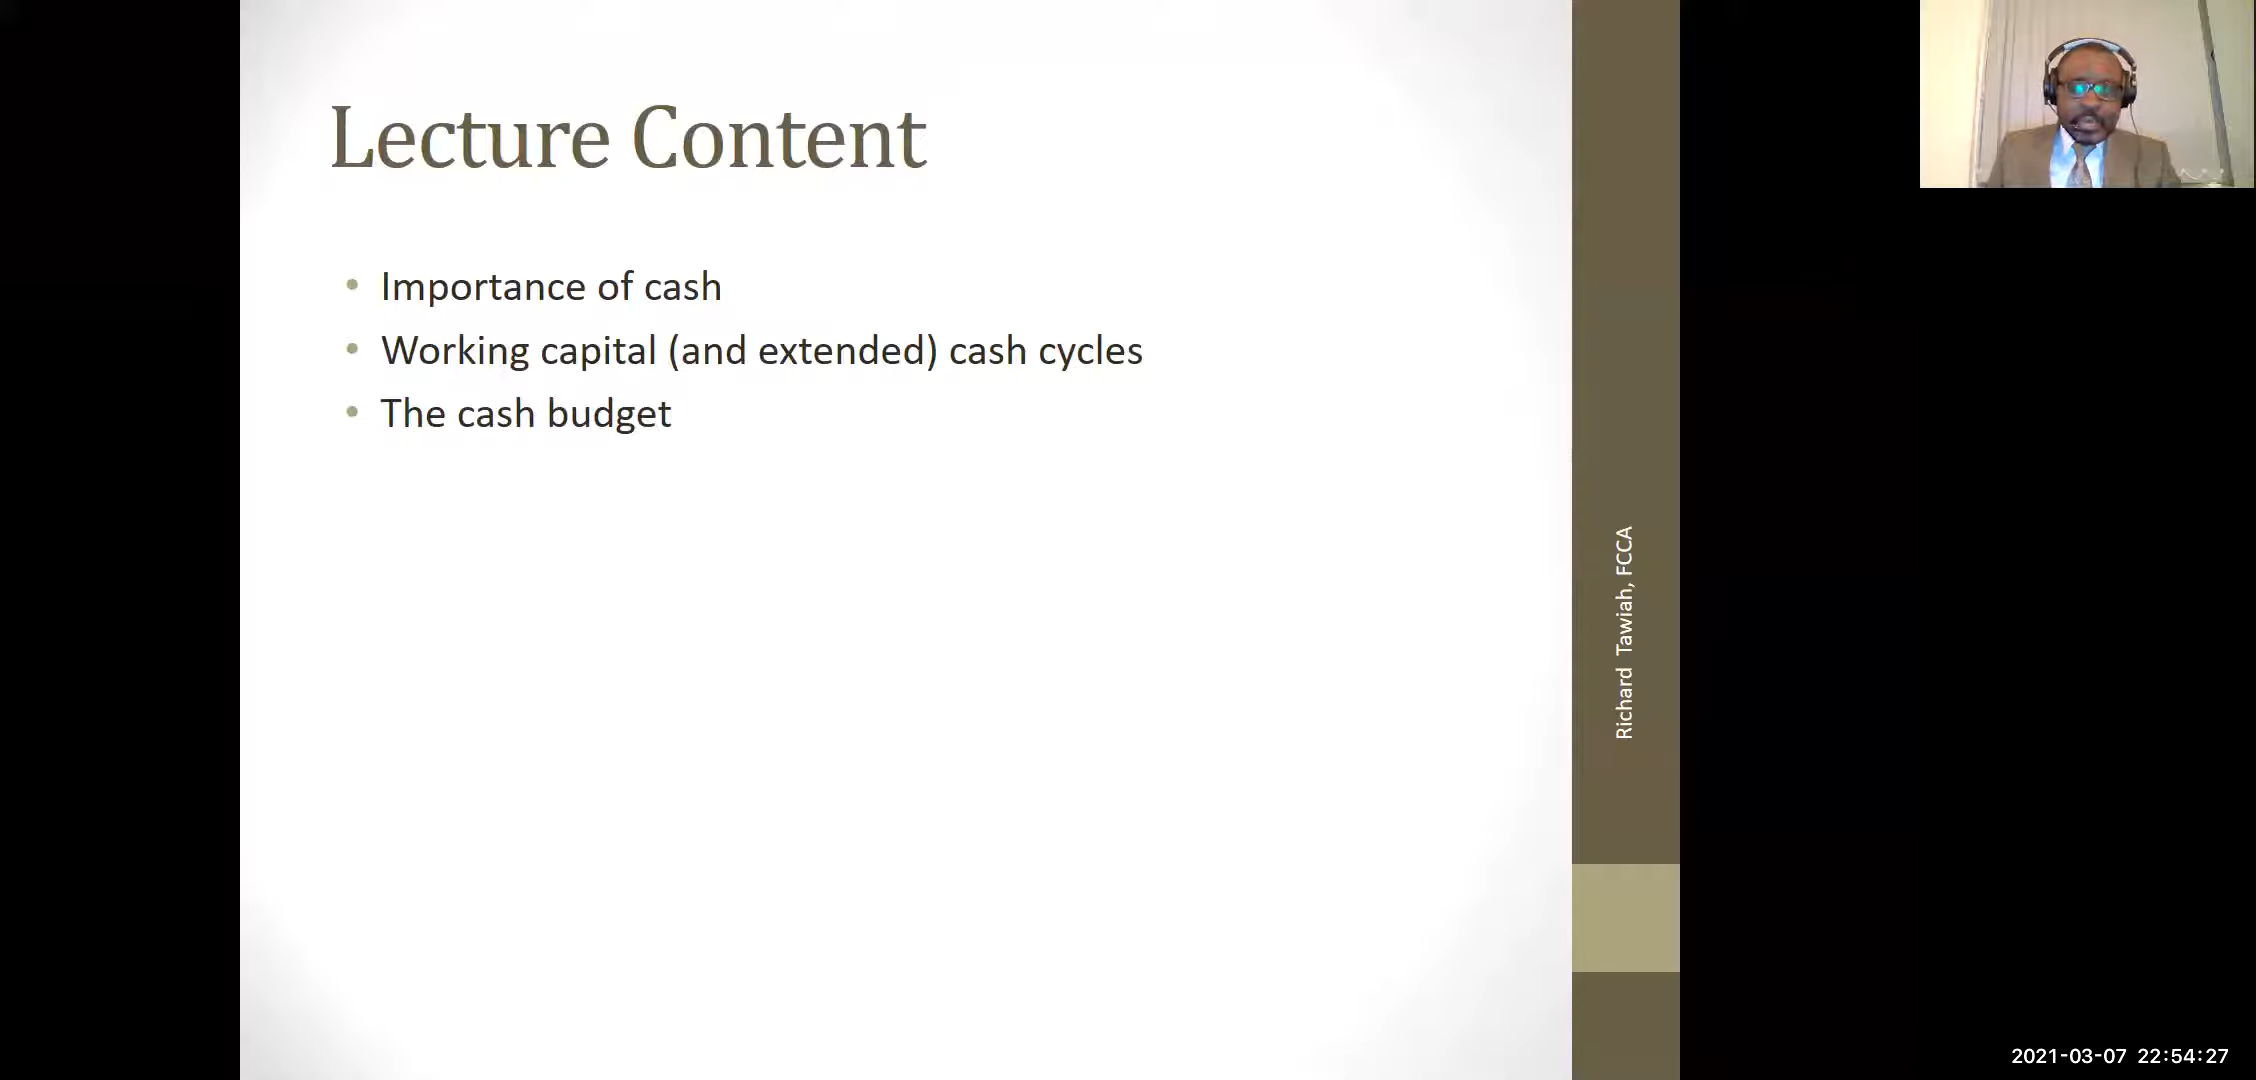 Lecture Content
• Importance of cash
• Working capital (and extended) cash cycles
• The cash budget
Richard Tawiah, FCCA
2021-03-07 22:54:27